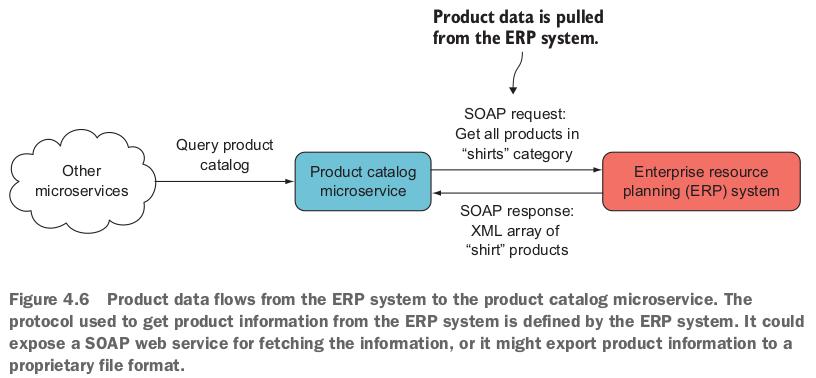 Product data is pulled
from the ERP system.
SOAP request:
Get all products in
“shirts” category
Query product
catalog
Other
microservices
Product catalog
microservice
Enterprise resource
planning (ERP) system
SOAP response:
XML array of
“shirt” products
Figure 4.6 Product data flows from the ERP system to the product catalog microservice. The
protocol used to get product information from the ERP system is defined by the ERP system. It could
expose a SOAP web service for fetching the information, or it might export product information to a
proprietary file format.